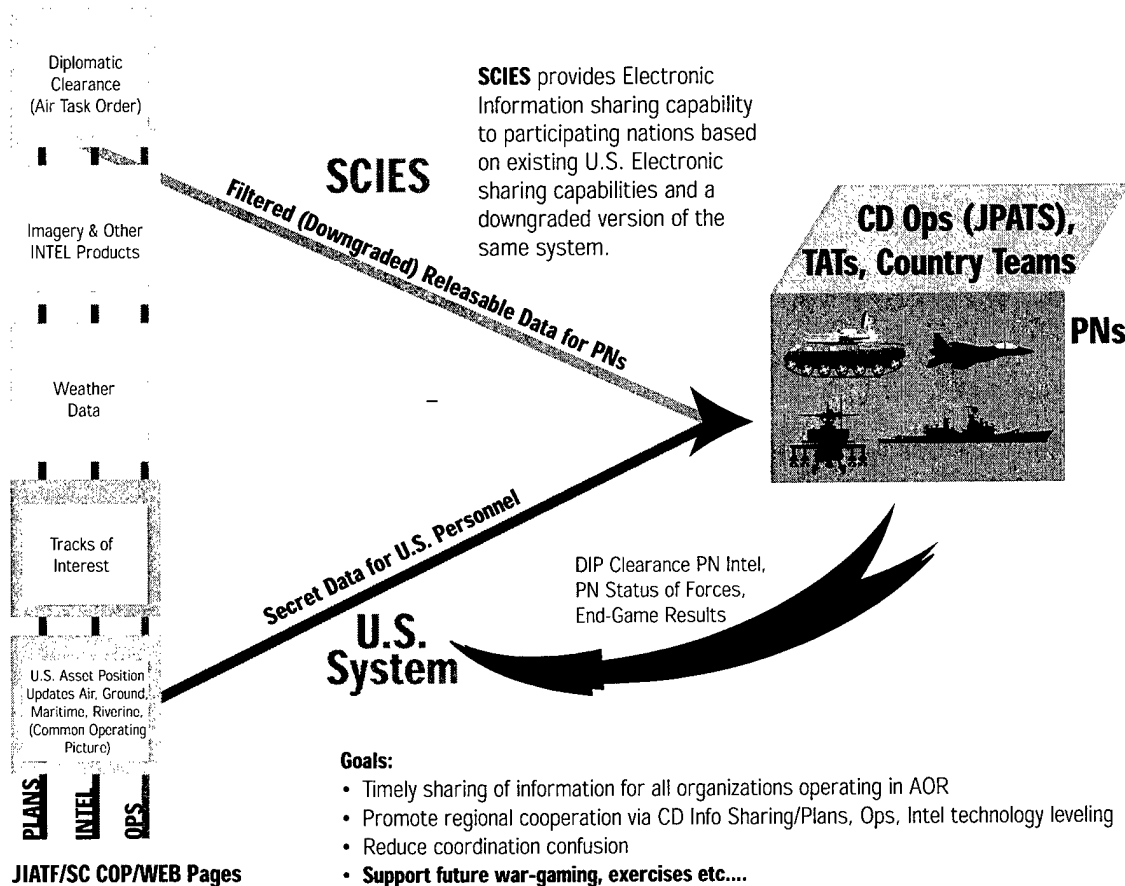 Diplomatic
Clearance
(Air Task Order)
Imagery & Other
INTEL Products
Weather
Data
Tracks of
Interest
U.S. Asset Position
Updates Air, Ground,
Maritime, Riverine,
(Common Operating
Picture)
PLANS
INTEL
OPS
JIATF/SC COP/WEB Pages
SCIES
Filtered (Downgraded) Releasable Data for PNs
SCIES provides Electronic
Information sharing capability
to participating nations based
on existing U.S. Electronic
sharing capabilities and a
downgraded version of the
same system.
CD Ops (JPATS),
TATs, Country Teams
PNs
Secret Data for U.S. Personnel
U.S.
System
DIP Clearance PN Intel,
PN Status of Forces,
End-Game Results
Goals:
• Timely sharing of information for all organizations operating in AOR
• Promote regional cooperation via CD Info Sharing/Plans, Ops, Intel technology leveling
• Reduce coordination confusion
• Support future war-gaming, exercises etc....